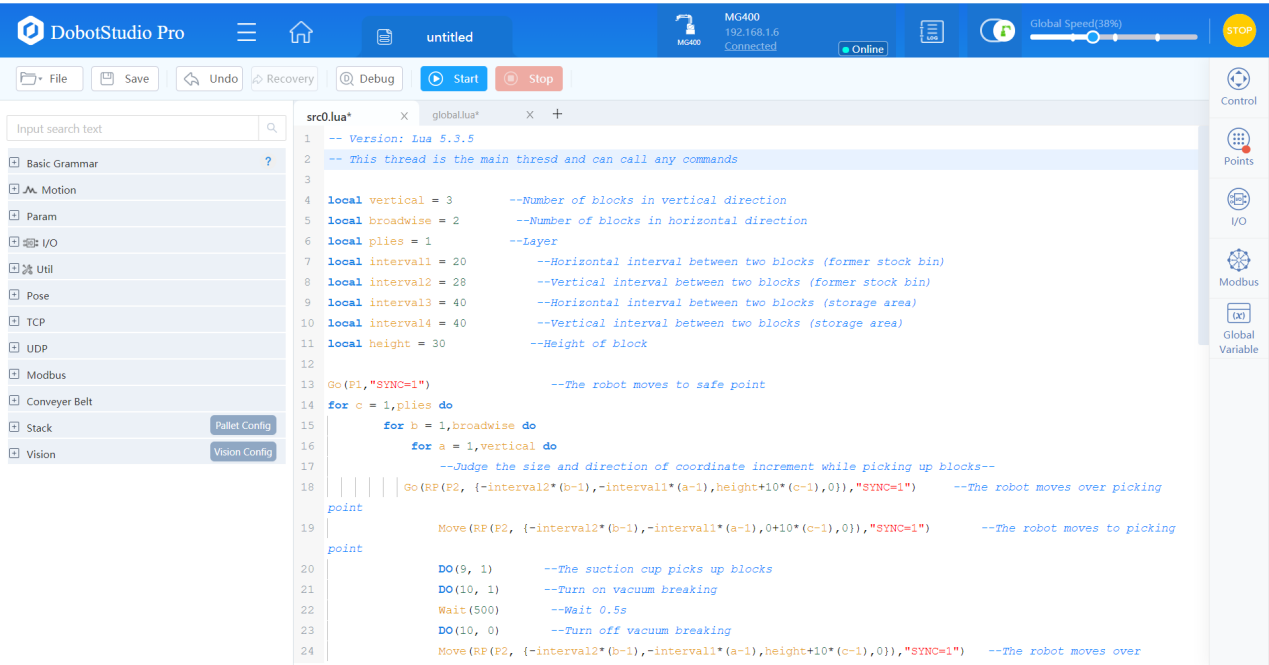 DobotStudio Pro
untitled
MG400
MG400
192.168.1.6
Connected
Online
LOG
Global Speed(38%)
STOP
File
Save
Undo
Recovery
Debug
Start
Stop
Control
Points
I/O
Modbus
(x)
Global
Variable
Input search text
Basic Grammar ?
Motion
Param
I/O
Util
Pose
TCP
UDP
Modbus
Conveyer Belt
Stack Pallet Config
Vision Vision Config
src0.lua* X global.lua* X +
1 -- Version: Lua 5.3.5
2 -- This thread is the main thresd and can call any commands
3
4 local vertical = 3 --Number of blocks in vertical direction
5 local broadwise = 2 --Number of blocks in horizontal direction
6 local plies = 1 --Layer
7 local interval1 = 20 --Horizontal interval between two blocks (former stock bin)
8 local interval2 = 28 --Vertical interval between two blocks (former stock bin)
9 local interval3 = 40 --Horizontal interval between two blocks (storage area)
10 local interval4 = 40 --Vertical interval between two blocks (storage area)
11 local height = 30 --Height of block
12
13 Go(P1,"SYNC=1") --The robot moves to safe point
14 for c = 1,plies do
15 for b = 1,broadwise do
16 for a = 1,vertical do
17 --Judge the size and direction of coordinate increment while picking up blocks--
18 Go(RP(P2, {-interval2*(b-1),-interval1*(a-1),height+10*(c-1),0}),"SYNC=1") --The robot moves over picking
point
19 Move(RP(P2, {-interval2*(b-1),-interval1*(a-1),0+10*(c-1),0}),"SYNC=1") --The robot moves to picking
point
20 DO(9, 1) --The suction cup picks up blocks
21 DO(10, 1) --Turn on vacuum breaking
22 Wait(500) --Wait 0.5s
23 DO(10, 0) --Turn off vacuum breaking
24 Move(RP(P2, {-interval2*(b-1),-interval1*(a-1),height+10*(c-1),0}),"SYNC=1") --The robot moves over